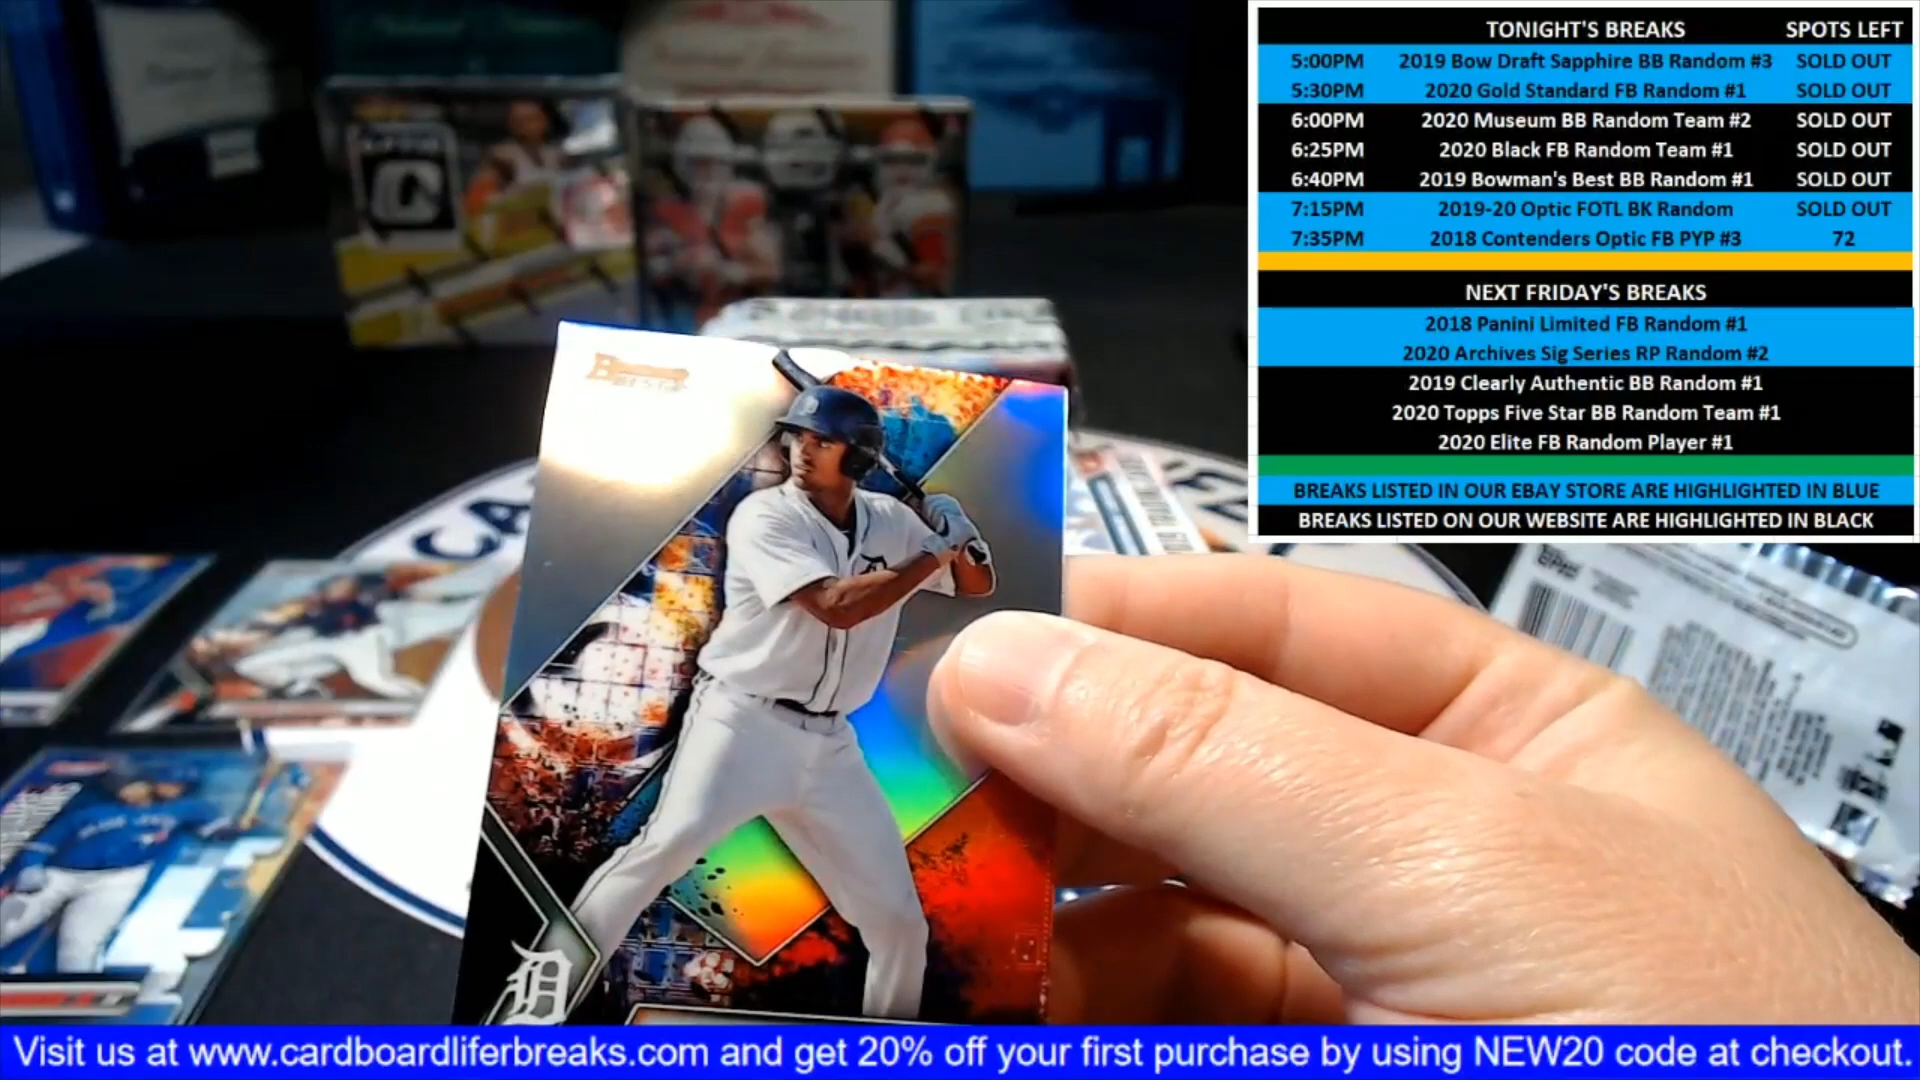 TONIGHT'S BREAKS SPOTS LEFT
5:00PM 2019 Bow Draft Sapphire BB Random #3 SOLD OUT
5:30PM 2020 Gold Standard FB Random #1 SOLD OUT
6:00PM 2020 Museum BB Random Team #2 SOLD OUT
6:25PM 2020 Black FB Random Team #1 SOLD OUT
6:40PM 2019 Bowman's Best BB Random #1 SOLD OUT
7:15PM 2019-20 Optic FOTL BK Random SOLD OUT
7:35PM 2018 Contenders Optic FB PYP #3 72
NEXT FRIDAY'S BREAKS
2018 Panini Limited FB Random #1
2020 Archives Sig Series RP Random #2
2019 Clearly Authentic BB Random #1
2020 Topps Five Star BB Random Team #1
2020 Elite FB Random Player #1
BREAKS LISTED IN OUR EBAY STORE ARE HIGHLIGHTED IN BLUE
BREAKS LISTED ON OUR WEBSITE ARE HIGHLIGHTED IN BLACK
D
Visit us at www.cardboardliferbreaks.com and get 20% off your first purchase by using NEW20 code at checkout.